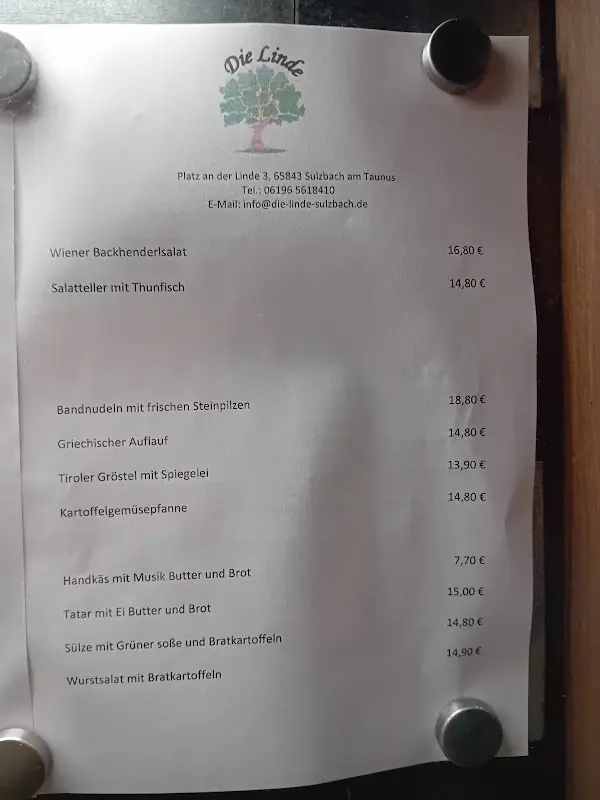 Die Linde
Platz an der Linde 3, 65843 Sulzbach am Taunus
Tel.: 06196 5618410
E-Mail: info@die-linde-sulzbach.de
Wiener Backhenderlsalat 16,80 €
Salatteller mit Thunfisch 14,80 €
Bandnudeln mit frischen Steinpilzen 18,80 €
Griechischer Auflauf 14,80 €
Tiroler Gröstel mit Spiegelei 13,90 €
Kartoffelgemüsepfanne 14,80 €
Handkäs mit Musik Butter und Brot 7,70 €
Tatar mit Ei Butter und Brot 15,00 €
Sülze mit Grüner soße und Bratkartoffeln 14,80 €
Wurstsalat mit Bratkartoffeln 14,90 €